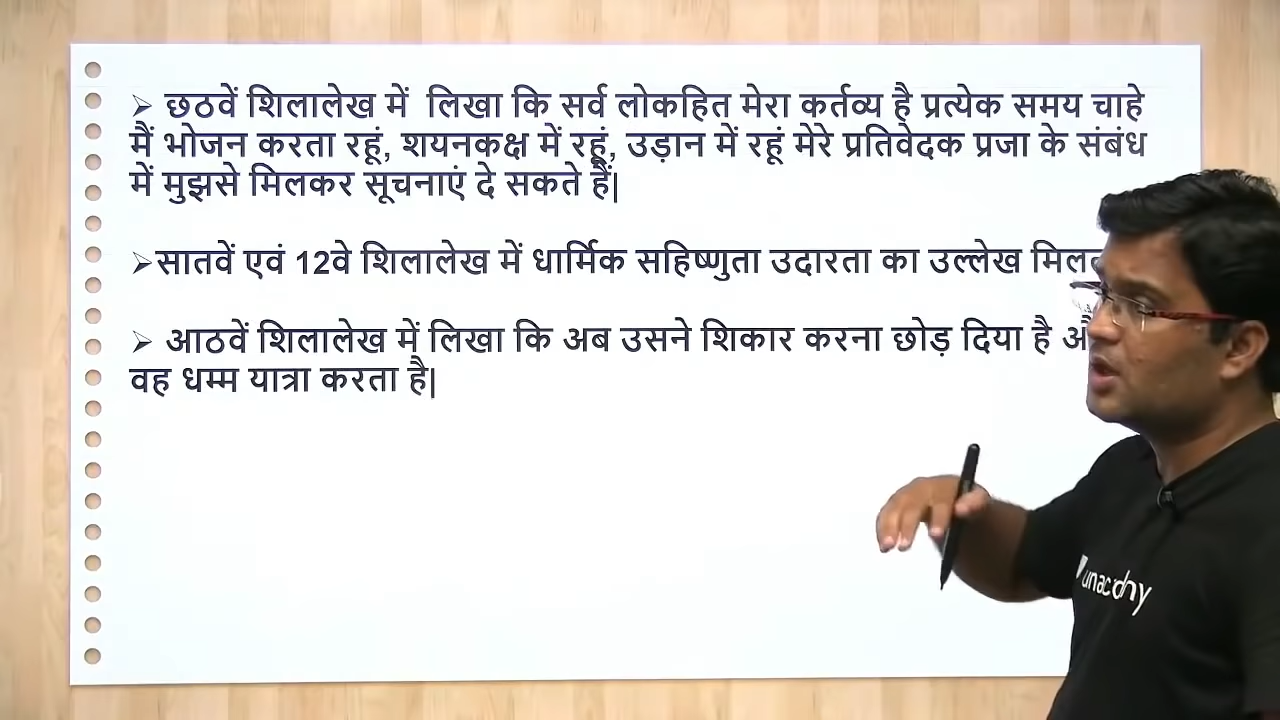 ➢ छठवें शिलालेख में लिखा कि सर्व लोकहित मेरा कर्तव्य है प्रत्येक समय चाहे
मैं भोजन करता रहूं, शयनकक्ष में रहूं, उड़ान में रहूं मेरे प्रतिवेदक प्रजा के संबंध
में मुझसे मिलकर सूचनाएं दे सकते हैं|
➢सातवें एवं 12वे शिलालेख में धार्मिक सहिष्णुता उदारता का उल्लेख
➢ आठवें शिलालेख में लिखा कि अब उसने शिकार करना छोड़ दिया है
वह धम्म यात्रा करता है|
unacademy